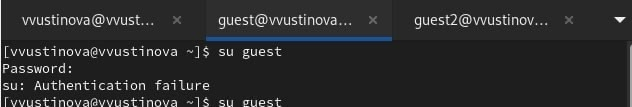 vvustinova@vvust...
guest@vvustinova...
guest2@vvustinov...
[vvustinova@vvustinova ~]$ su guest
Password:
su: Authentication failure
[vvustinova@vvustinova ~]$ su guest